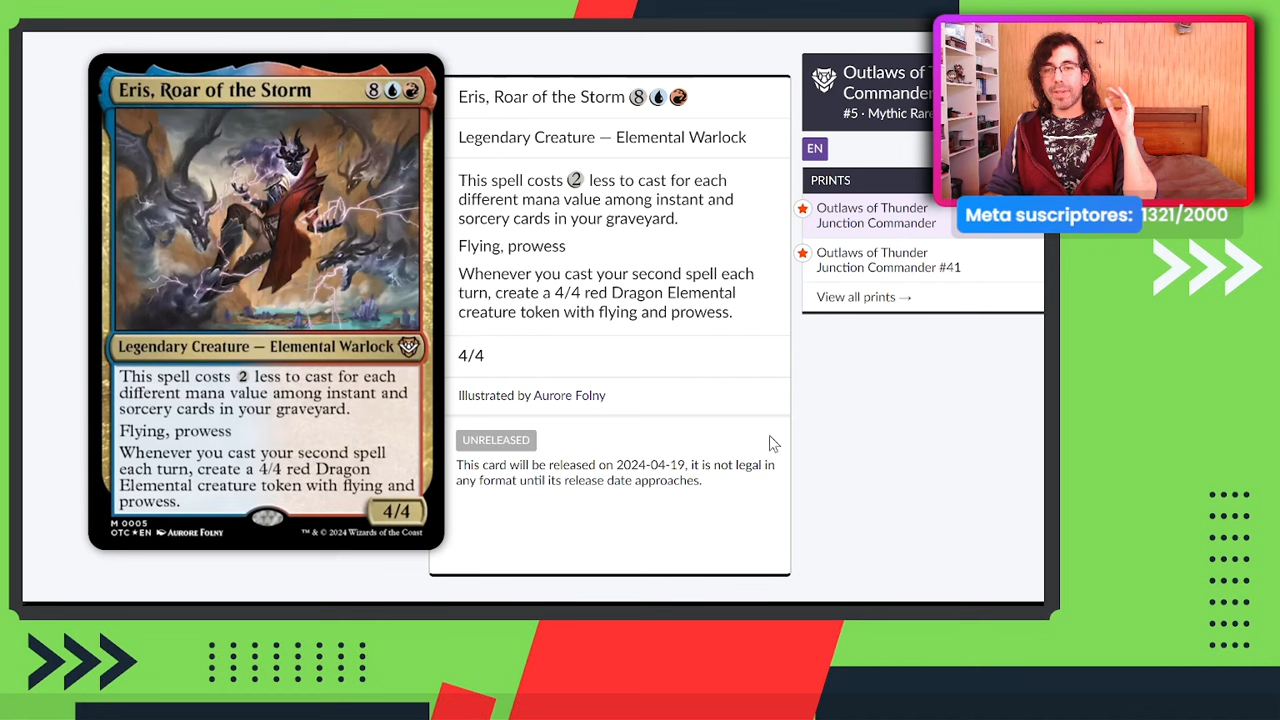 Eris, Roar of the Storm 8
Legendary Creature — Elemental Warlock
This spell costs 2 less to cast for each
different mana value among instant and
sorcery cards in your graveyard.
Flying, prowess
Whenever you cast your second spell
each turn, create a 4/4 red Dragon
Elemental creature token with flying and
prowess.
4/4
M 0005
OTC ★ EN AURORE FOLNY
™ & © 2024 Wizards of the Coast
Eris, Roar of the Storm 8
Legendary Creature — Elemental Warlock
This spell costs 2 less to cast for each
different mana value among instant and
sorcery cards in your graveyard.
Flying, prowess
Whenever you cast your second spell each
turn, create a 4/4 red Dragon Elemental
creature token with flying and prowess.
4/4
Illustrated by Aurore Folny
UNRELEASED
This card will be released on 2024-04-19, it is not legal in
any format until its release date approaches.
Outlaws of
Commander
#5 · Mythic Rare
EN
PRINTS
Outlaws of Thunder
Junction Commander
Outlaws of Thunder
Junction Commander #41
View all prints →
Meta suscriptores: 1321/2000